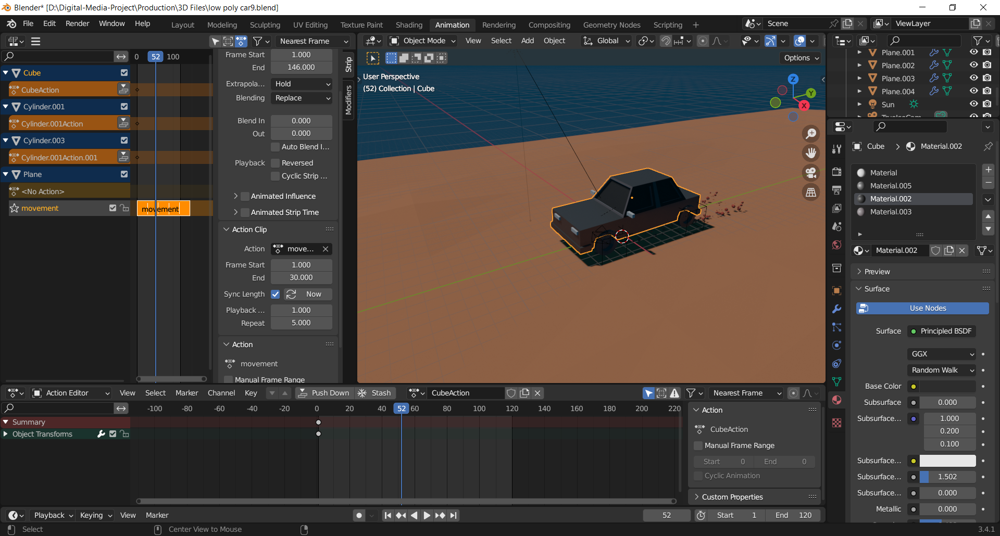 Blender* [D:\Digital-Media-Project\Production\3D Files\low poly car9.blend]
File Edit Render Window Help Layout Modeling Sculpting UV Editing Texture Paint Shading Animation Rendering Compositing Geometry Nodes Scripting + Scene ViewLayer
Nearest Frame Object Mode View Select Add Object Global
0 52 100
Options
Cube
CubeAction
Cylinder.001
Cylinder.001Action
Cylinder.003
Cylinder.001Action.001
Plane
<No Action>
movement
movement
Frame Start 1.000
End 146.000
Extrapola... Hold
Blending Replace
Blend In 0.000
Out 0.000
Auto Blend I...
Playback Reversed
Cyclic Strip ...
Animated Influence
Animated Strip Time
Action Clip
Action move...
Frame Start 1.000
End 30.000
Sync Length Now
Playback ... 1.000
Repeat 5.000
Action
movement
Manual Frame Range
Strip
Modifiers
User Perspective
(52) Collection | Cube
Z
Y
X
Plane.001
Plane.002
Plane.003
Plane.004
Sun
Cube > Material.002
Material
Material.005
Material.002
Material.003
Material.002
Preview
Surface
Use Nodes
Surface Principled BSDF
GGX
Random Walk
Base Color
Subsurface 0.000
Subsurface... 1.000
0.200
0.100
Subsurface...
Subsurface... 1.502
Subsurface... 0.000
Metallic 0.000
Action Editor View Select Marker Channel Key Push Down Stash CubeAction Nearest Frame
-100 -80 -60 -40 -20 0 20 40 52 60 80 100 120 140 160 180 200 220
Summary
Object Transforms
Action
CubeAction
Manual Frame Range
Start 0 End 0
Cyclic Animation
Custom Properties
Playback Keying View Marker 52 Start 1 End 120
Select Center View to Mouse 3.4.1